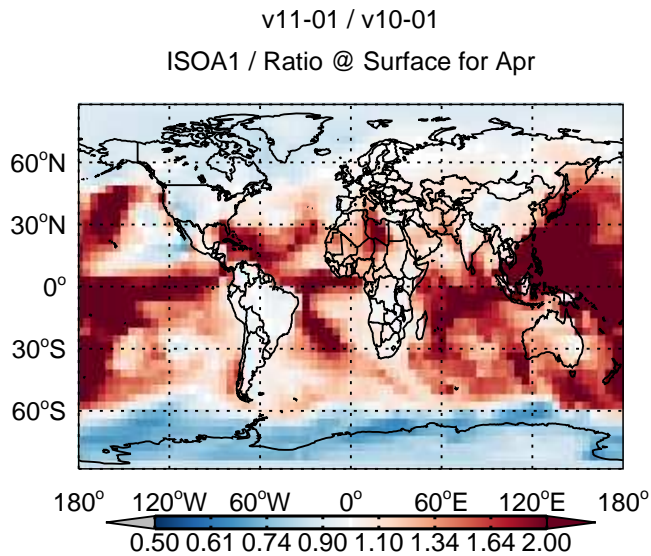 v11-01 / v10-01
ISOA1 / Ratio @ Surface for Apr
60°N
30°N
0°
30°S
60°S
180° 120°W 60°W 0° 60°E 120°E 180°
0.50 0.61 0.74 0.90 1.10 1.34 1.64 2.00